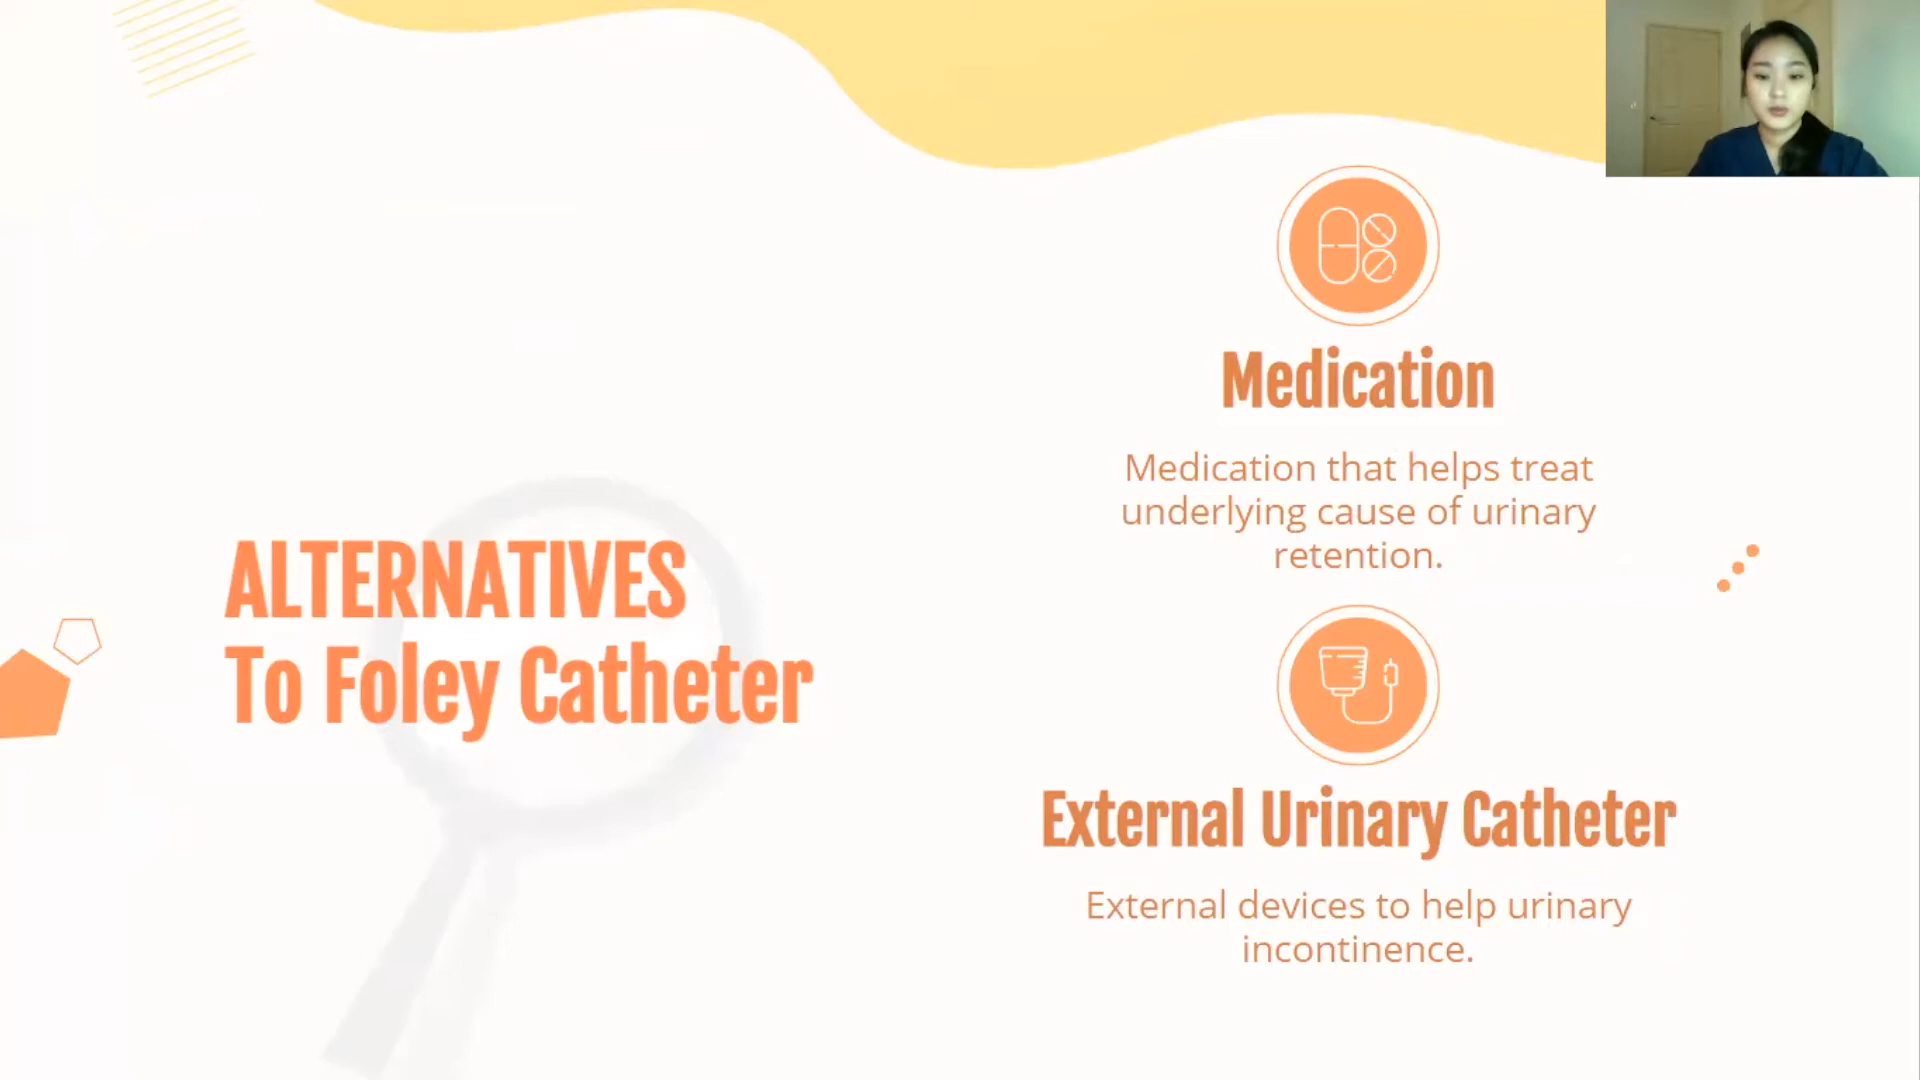 ALTERNATIVES
To Foley Catheter
Medication
Medication that helps treat
underlying cause of urinary
retention.
External Urinary Catheter
External devices to help urinary
incontinence.